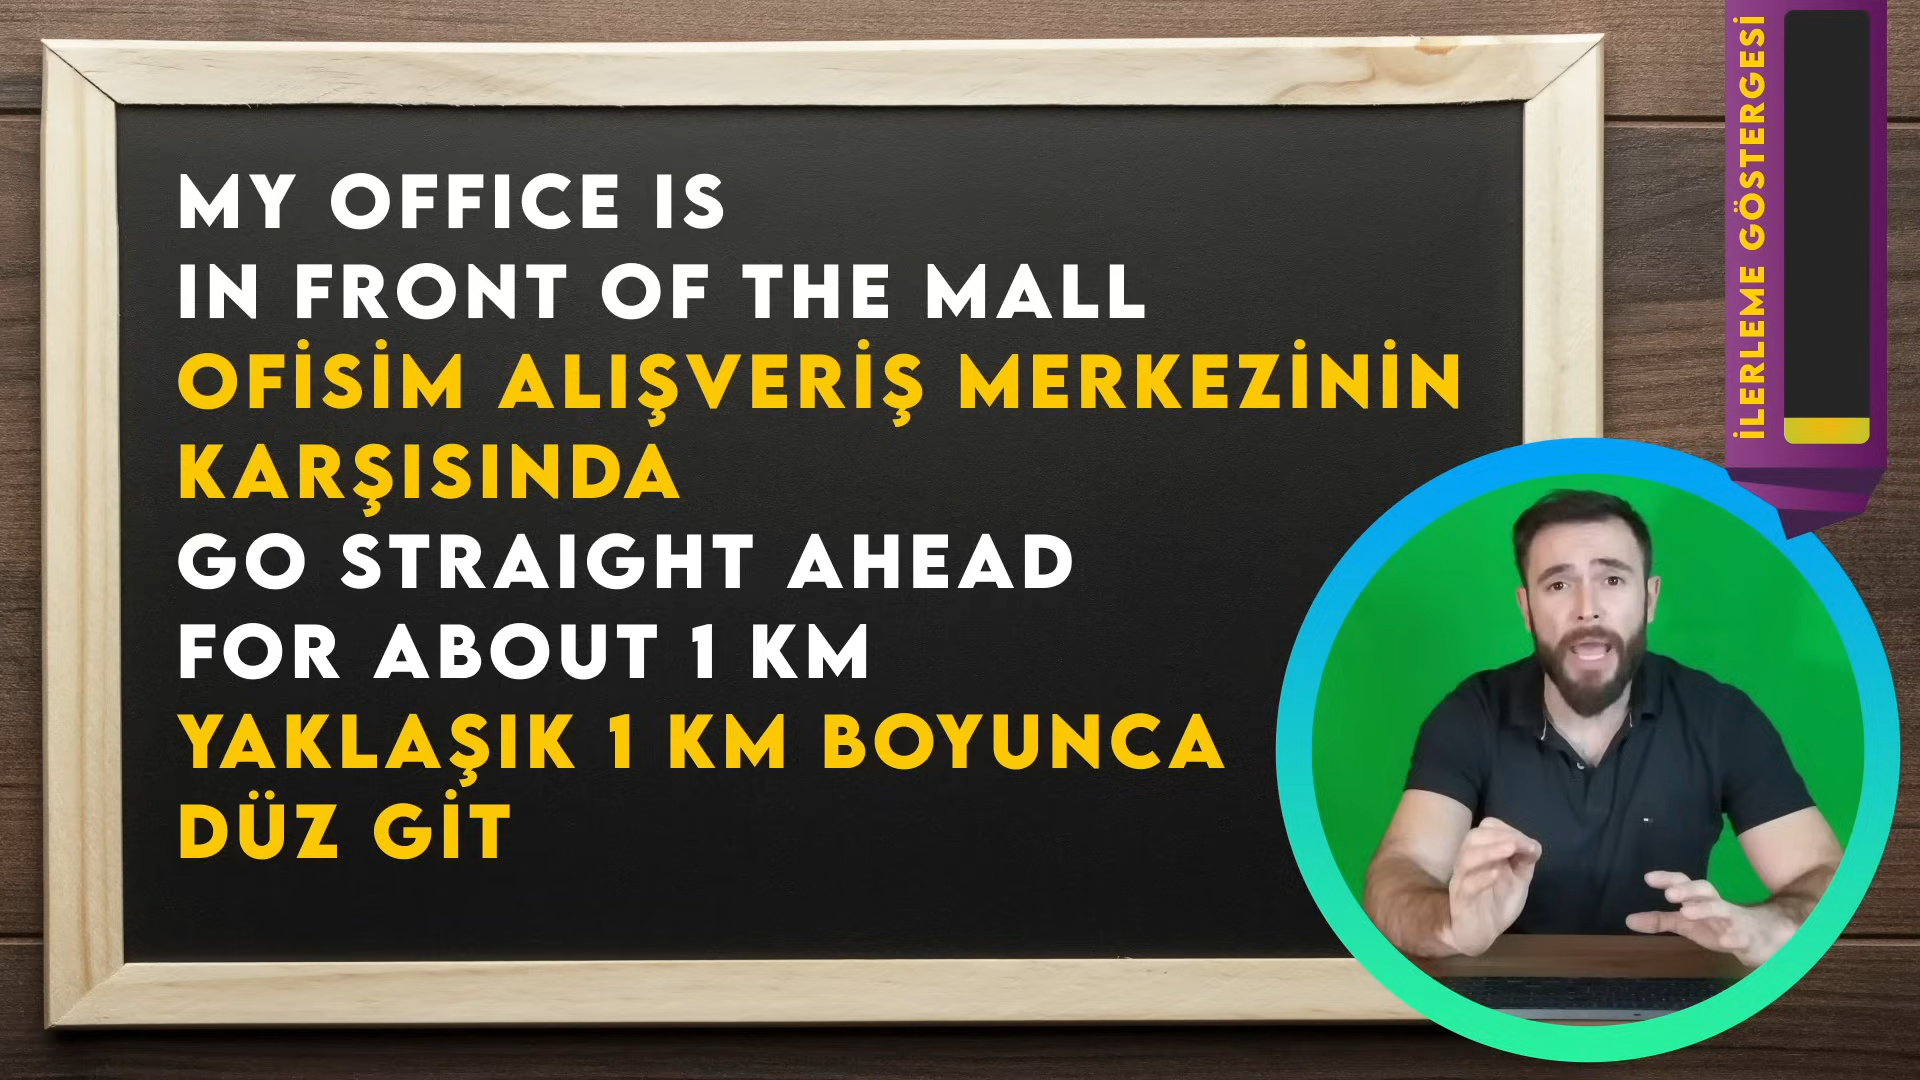 MY OFFICE IS
IN FRONT OF THE MALL
OFİSİM ALIŞVERİŞ MERKEZİNİN
KARŞISINDA
GO STRAIGHT AHEAD
FOR ABOUT 1 KM
YAKLAŞIK 1 KM BOYUNCA
DÜZ GİT
İLERLEME GÖSTERGESİ